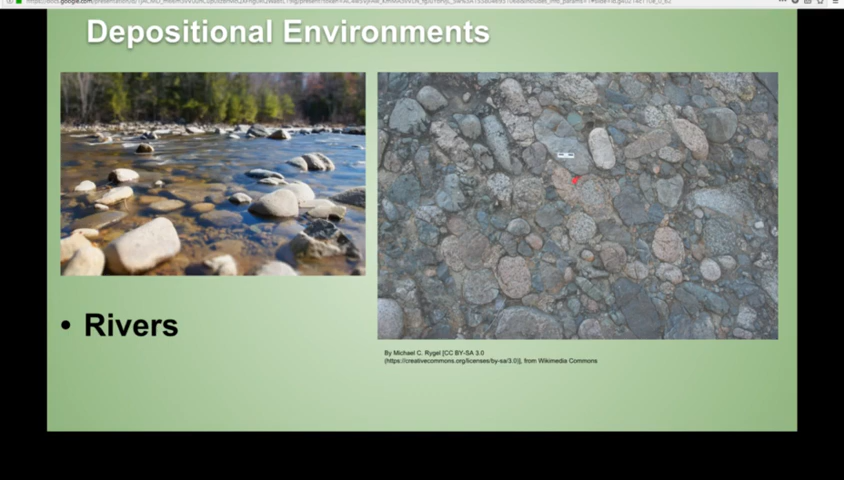 Depositional Environments
• Rivers
By Michael C. Rygel [CC BY-SA 3.0
(https://creativecommons.org/licenses/by-sa/3.0)], from Wikimedia Commons